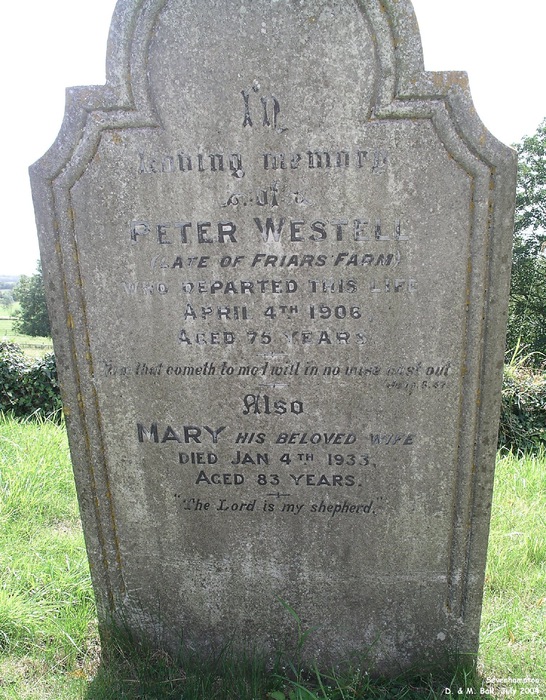 In
Loving memory
of
PETER WESTELL
(LATE OF FRIARS FARM)
WHO DEPARTED THIS LIFE
APRIL 4TH 1906
AGED 75 YEARS
that cometh to me I will in no wise cast out
Also
MARY HIS BELOVED WIFE
DIED JAN 4TH 1933,
AGED 83 YEARS.
"The Lord is my shepherd."
Sevenhampton
D. & M. Ball, July 2004